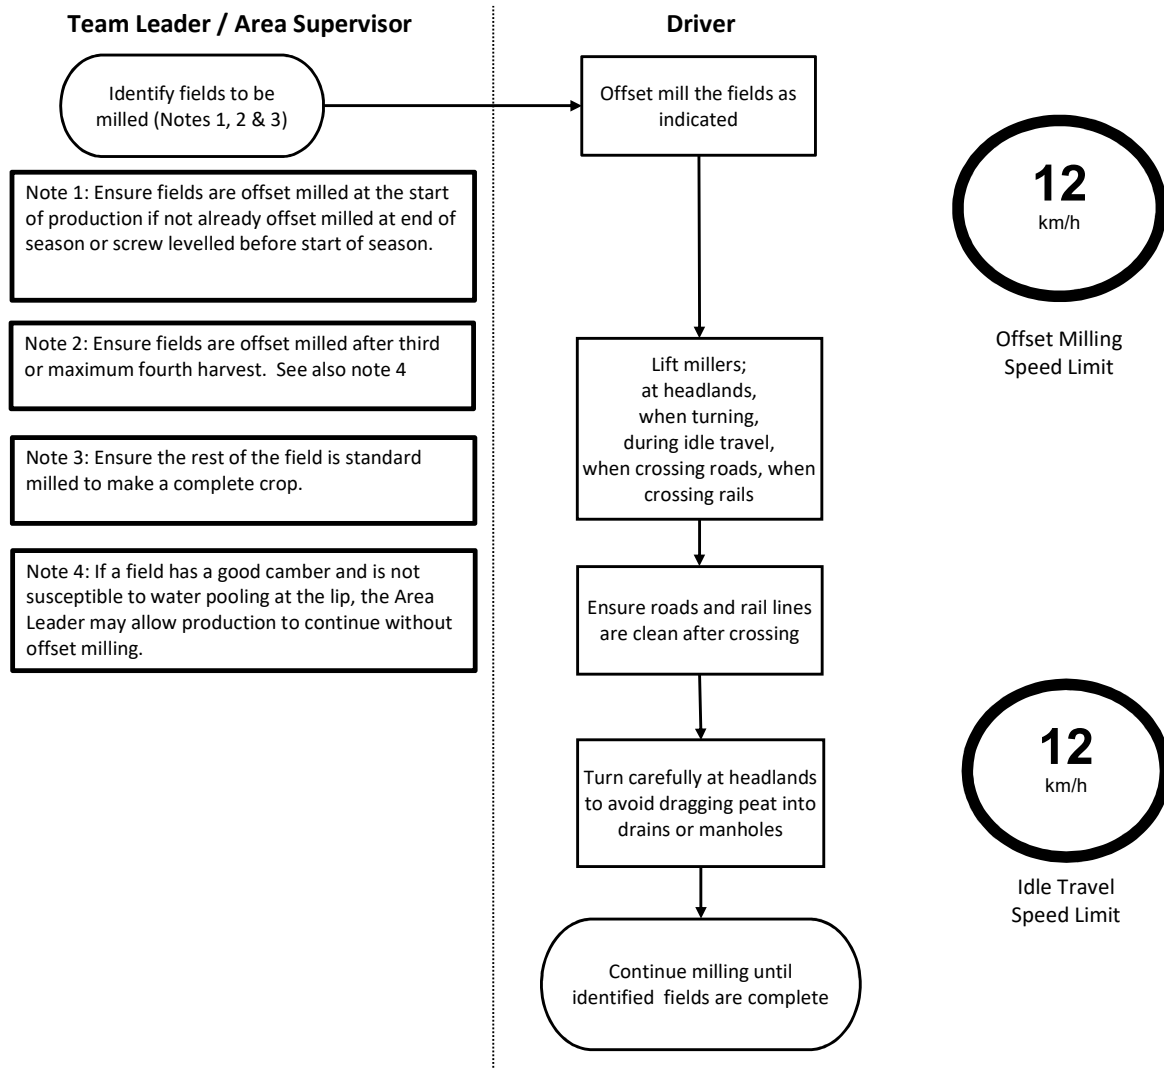 Team Leader / Area Supervisor
Driver
Identify fields to be
milled (Notes 1, 2 & 3)
Offset mill the fields as
indicated
Note 1: Ensure fields are offset milled at the start
of production if not already offset milled at end of
season or screw levelled before start of season.
Note 2: Ensure fields are offset milled after third
or maximum fourth harvest.  See also note 4
Note 3: Ensure the rest of the field is standard
milled to make a complete crop.
Note 4: If a field has a good camber and is not
susceptible to water pooling at the lip, the Area
Leader may allow production to continue without
offset milling.
Lift millers;
at headlands,
when turning,
during idle travel,
when crossing roads, when
crossing rails
Ensure roads and rail lines
are clean after crossing
Turn carefully at headlands
to avoid dragging peat into
drains or manholes
Continue milling until
identified  fields are complete
12
km/h
Offset Milling
Speed Limit
12
km/h
Idle Travel
Speed Limit